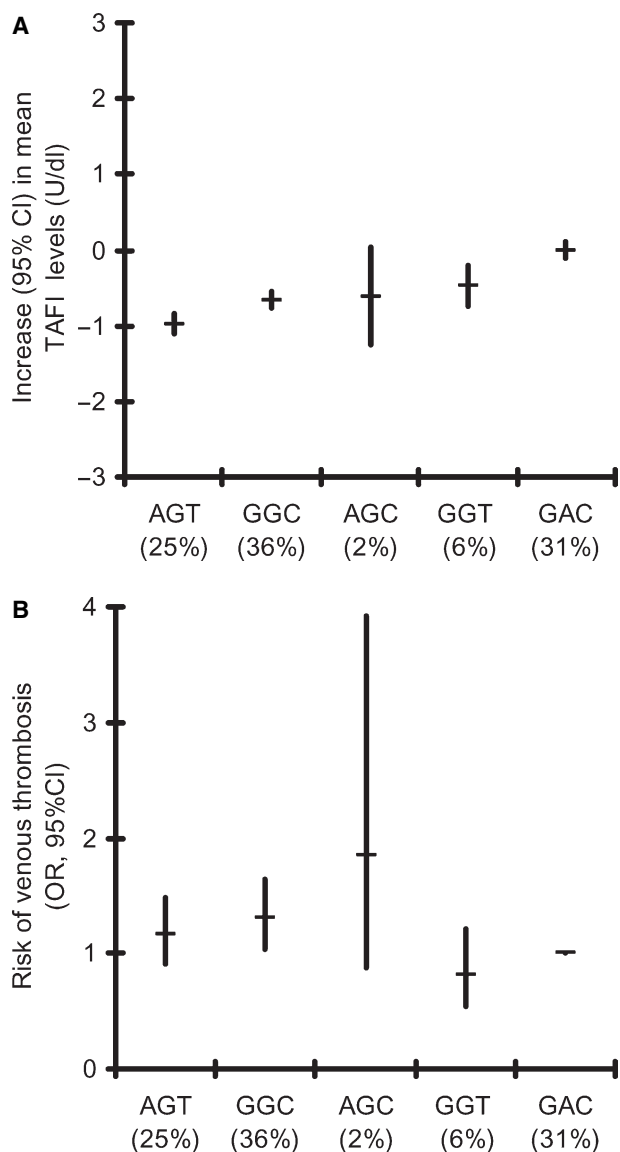 A
Increase (95% CI) in mean
TAFI levels (U/dl)
3
2
1
0
−1
−2
−3
AGT GGC AGC GGT GAC
(25%) (36%) (2%) (6%) (31%)
B
Risk of venous thrombosis
(OR, 95%CI)
4
3
2
1
0
AGT GGC AGC GGT GAC
(25%) (36%) (2%) (6%) (31%)